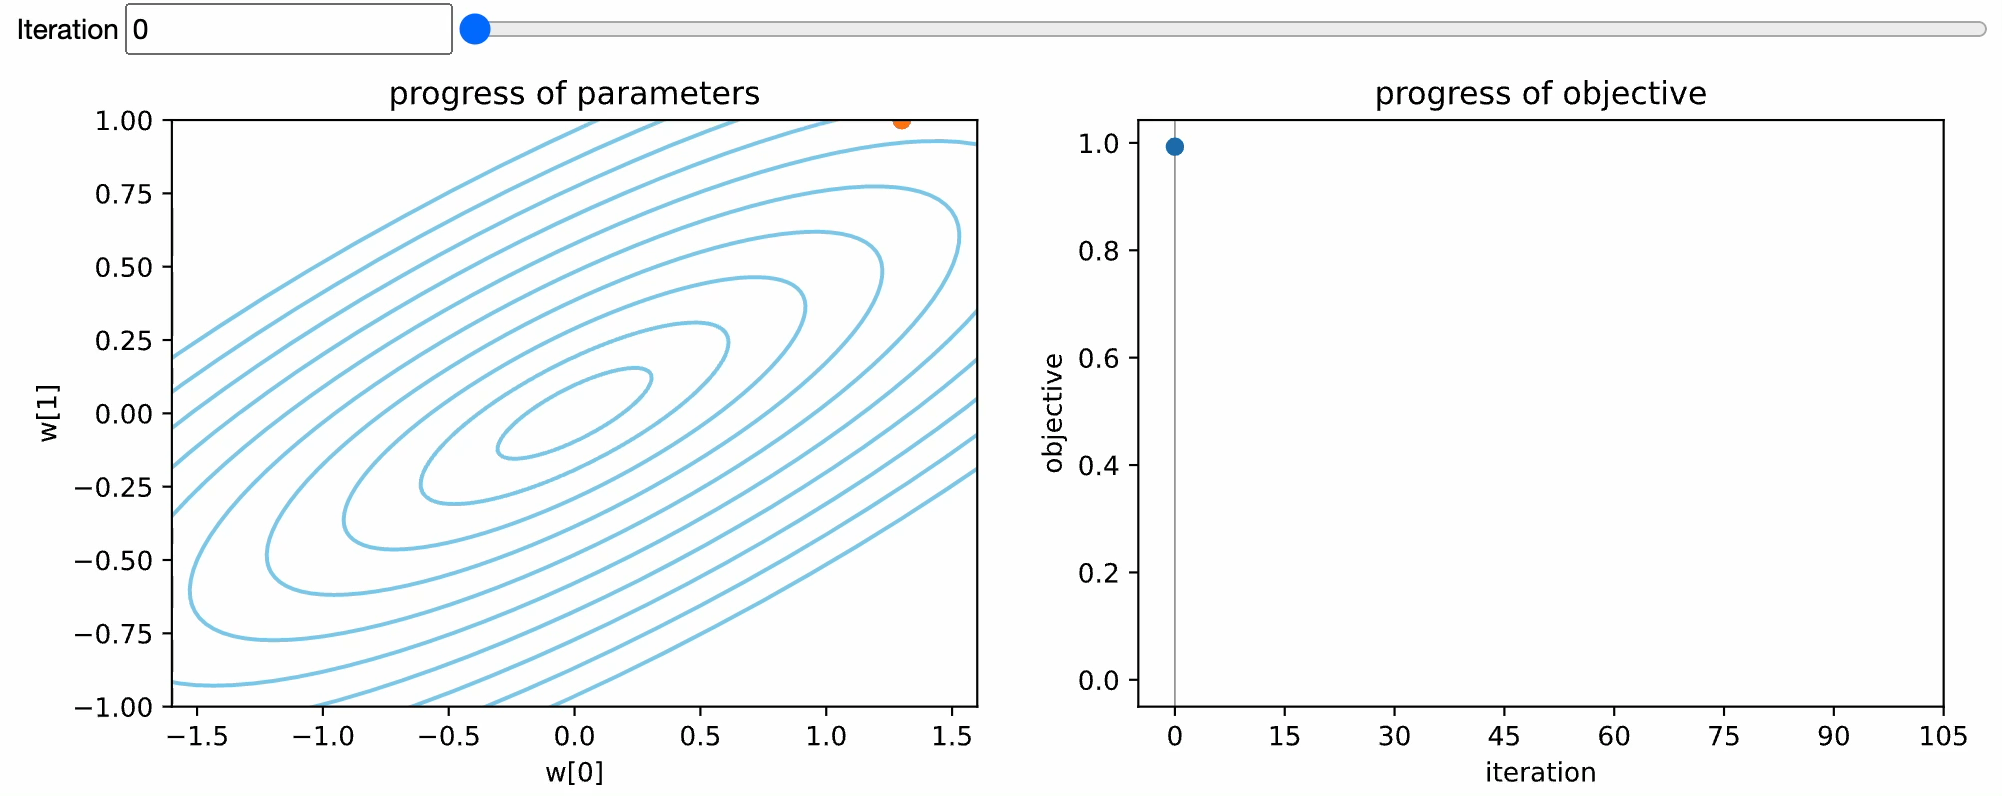 Iteration 0
progress of parameters
1.00
0.75
0.50
0.25
0.00
−0.25
−0.50
−0.75
−1.00
w[1]
−1.5 −1.0 −0.5 0.0 0.5 1.0 1.5
w[0]
progress of objective
1.0
0.8
0.6
0.4
0.2
0.0
objective
0 15 30 45 60 75 90 105
iteration